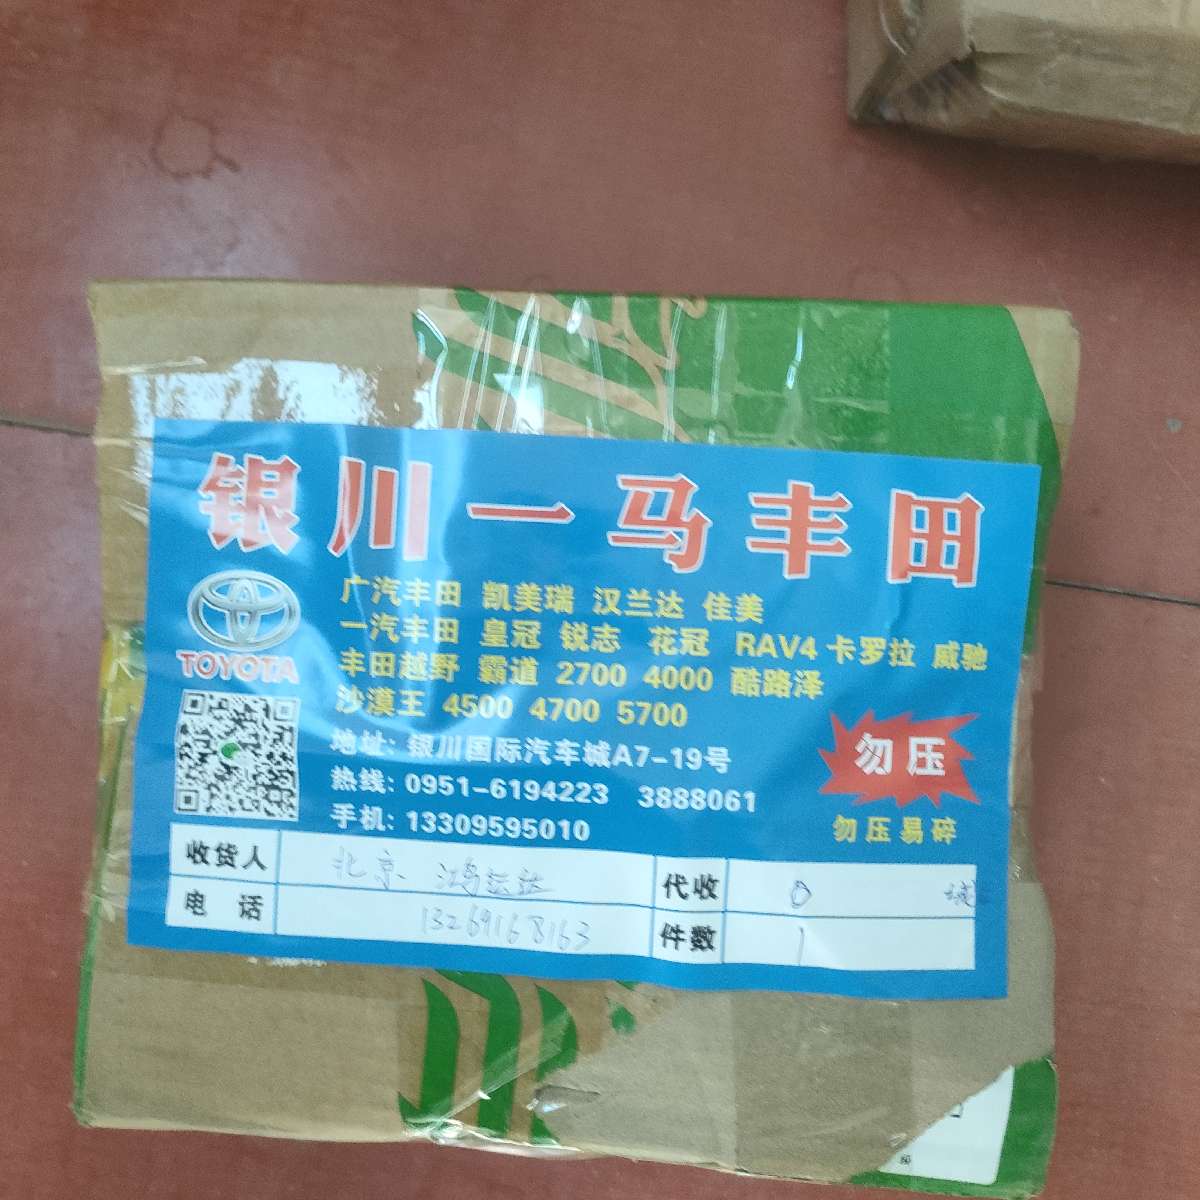 银川一马丰田
广汽丰田 凯美瑞 汉兰达 佳美
一汽丰田 皇冠 锐志 花冠 RAV4 卡罗拉 威驰
丰田越野 霸道 2700 4000 酷路泽
沙漠王 4500 4700 5700
TOYOTA
地址: 银川国际汽车城A7-19号
热线: 0951-6194223 3888061
手机: 13309595010
勿压
勿压易碎
收货人 北京 鸿运达 代收 0 城
电话 13269168163 件数 1